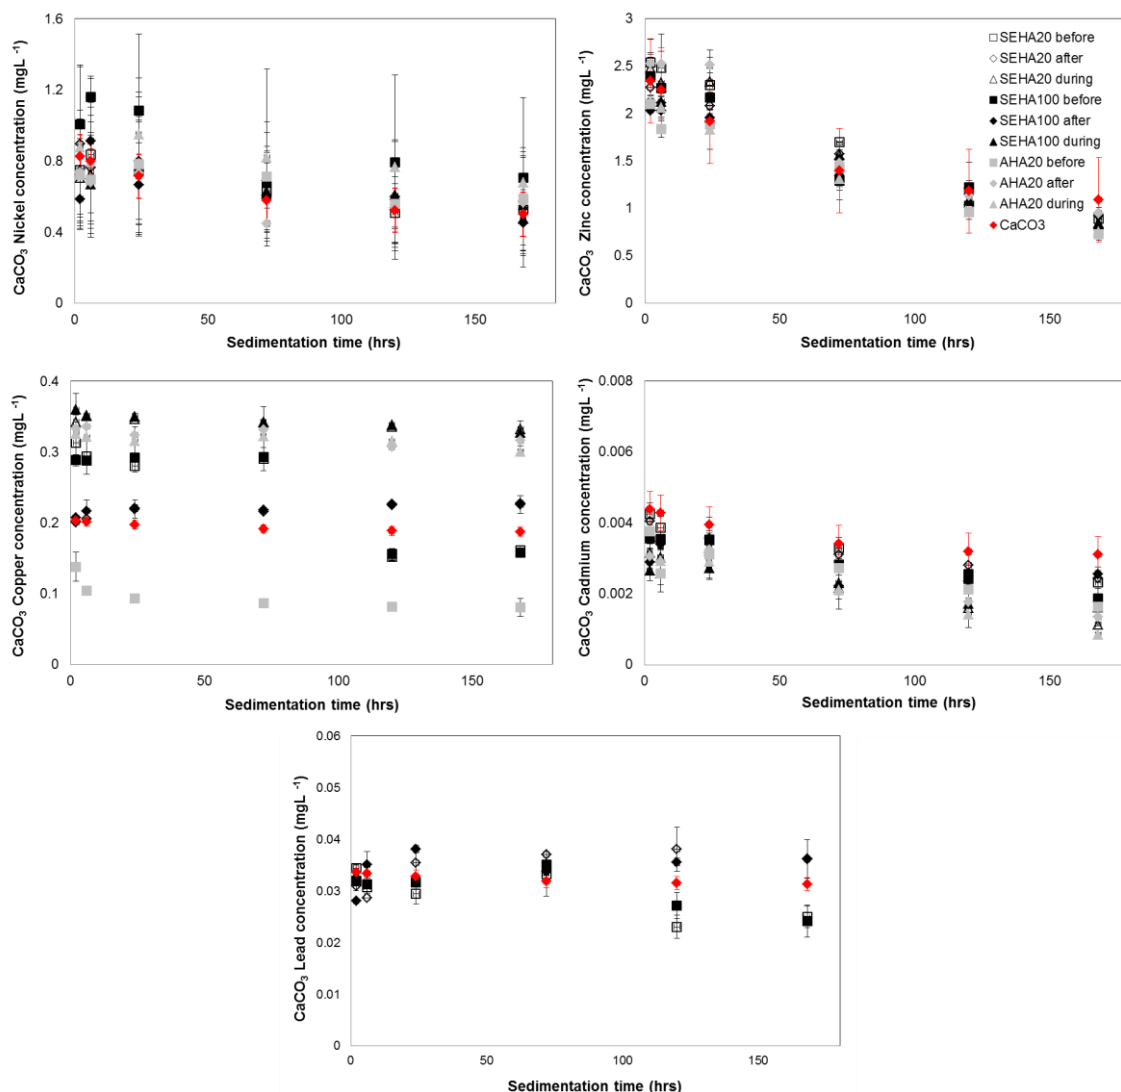 CaCO3 Nickel concentration (mgL -1)
1.6
1.2
0.8
0.4
0
0
50
100
150
Sedimentation time (hrs)
CaCO3 Zinc concentration (mgL -1)
3
2.5
2
1.5
1
0.5
0
0
50
100
150
Sedimentation time (hrs)
SEHA20 before
SEHA20 after
SEHA20 during
SEHA100 before
SEHA100 after
SEHA100 during
AHA20 before
AHA20 after
AHA20 during
CaCO3
CaCO3 Copper concentration (mgL -1)
0.4
0.3
0.2
0.1
0
0
50
100
150
Sedimentation time (hrs)
CaCO3 Cadmium concentration (mgL -1)
0.008
0.006
0.004
0.002
0
0
50
100
150
Sedimentation time (hrs)
CaCO3 Lead concentration (mgL -1)
0.06
0.05
0.04
0.03
0.02
0.01
0
0
50
100
150
Sedimentation time (hrs)